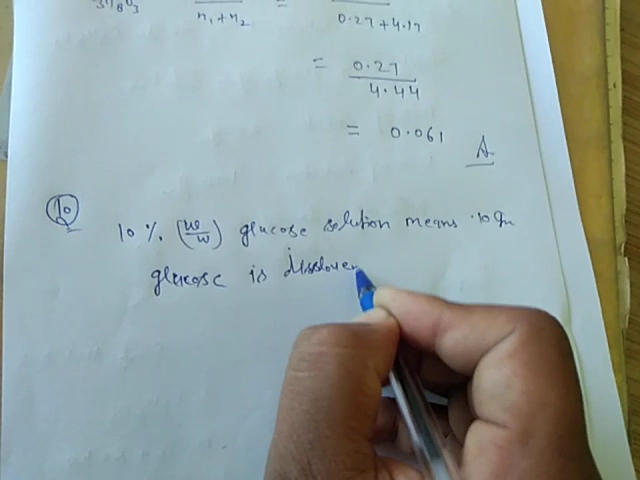 3H8O3
n1+n2
=
0.27+4.17
= 0.27
4.44
= 0.061 A
10 10 % (w/w) glucose solution means 10 gm
glucose is dissolve